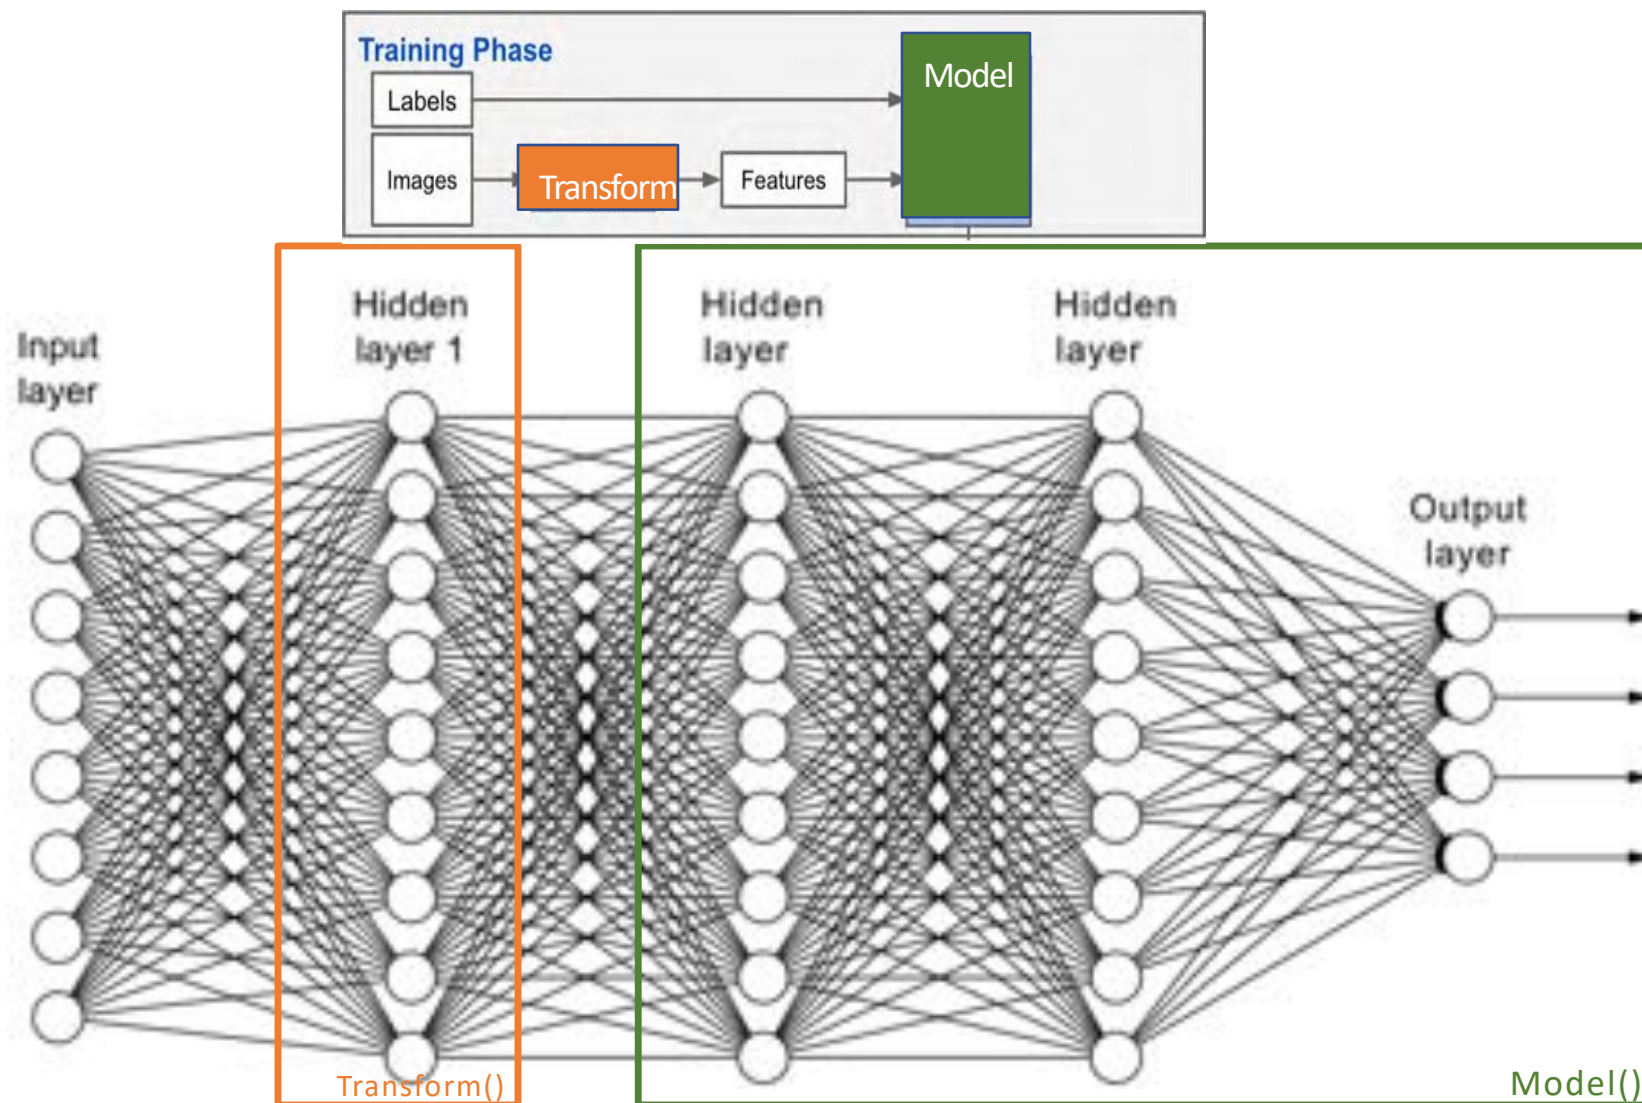 Training Phase
Labels
Model
Images
Transform
Features
Input
layer
Hidden
layer 1
Hidden
layer
Hidden
layer
Output
layer
Transform()
Model()